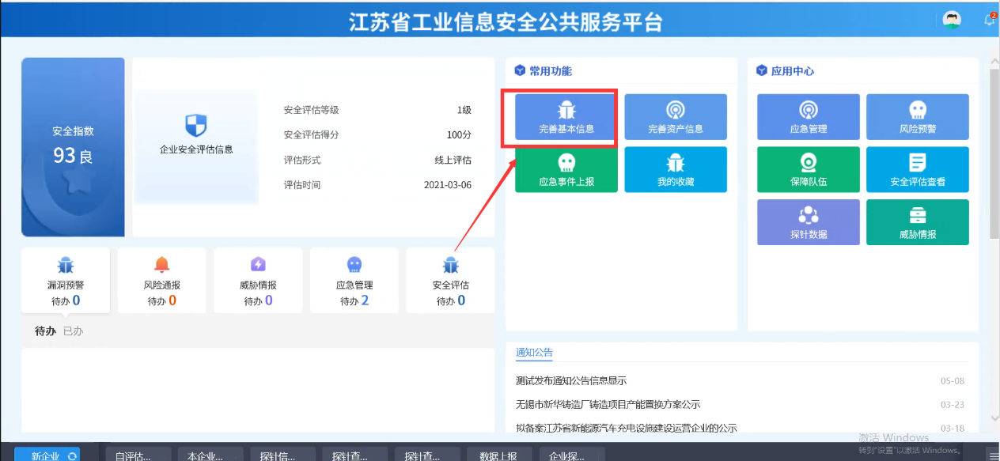 江苏省工业信息安全公共服务平台
2
安全指数
93 良
企业安全评估信息
安全评估等级 1级
安全评估得分 100分
评估形式 线上评估
评估时间 2021-03-06
漏洞预警
待办 0
风险通报
待办 0
威胁情报
待办 0
应急管理
待办 2
安全评估
待办 0
待办 已办
常用功能
完善基本信息
完善资产信息
应急事件上报
我的收藏
应用中心
应急管理
风险预警
保障队伍
安全评估查看
探针数据
威胁情报
通知公告
测试发布通知公告信息显示 05-08
无锡市新华铸造厂铸造项目产能置换方案公示 03-23
拟备案江苏省新能源汽车充电设施建设运营企业的公示 03-18
激活 Windows
转到"设置"以激活 Windows。
新企业 自评估... 本企业... 探针信... 探针查... 探针查... 数据上报 企业探...